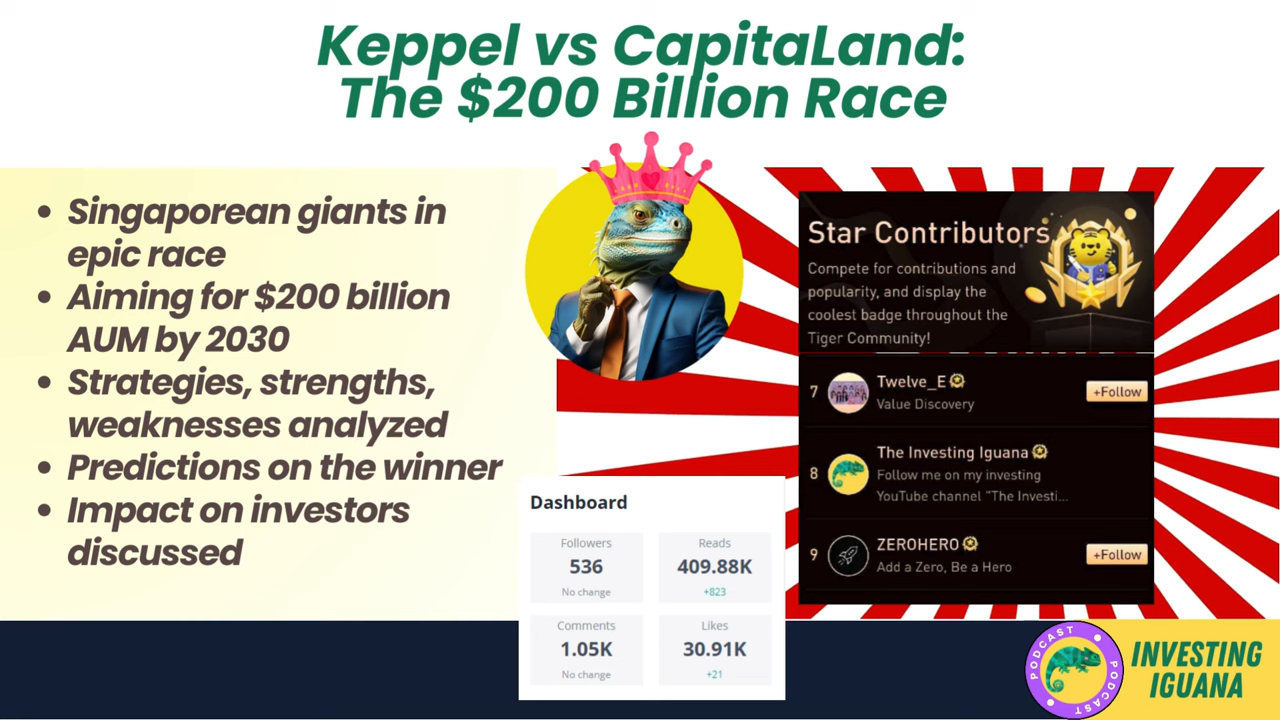 Keppel vs CapitaLand:
The $200 Billion Race
• Singaporean giants in
epic race
• Aiming for $200 billion
AUM by 2030
• Strategies, strengths,
weaknesses analyzed
• Predictions on the winner
• Impact on investors
discussed
Star Contributors
Compete for contributions and
popularity, and display the
coolest badge throughout the
Tiger Community!
7
Twelve_E
Value Discovery
+Follow
8
The Investing Iguana
Follow me on my investing
YouTube channel "The Investi...
9
ZEROHERO
Add a Zero, Be a Hero
+Follow
Dashboard
Followers
536
No change
Reads
409.88K
+823
Comments
1.05K
No change
Likes
30.91K
+21
PODCAST
PODCAST
INVESTING
IGUANA